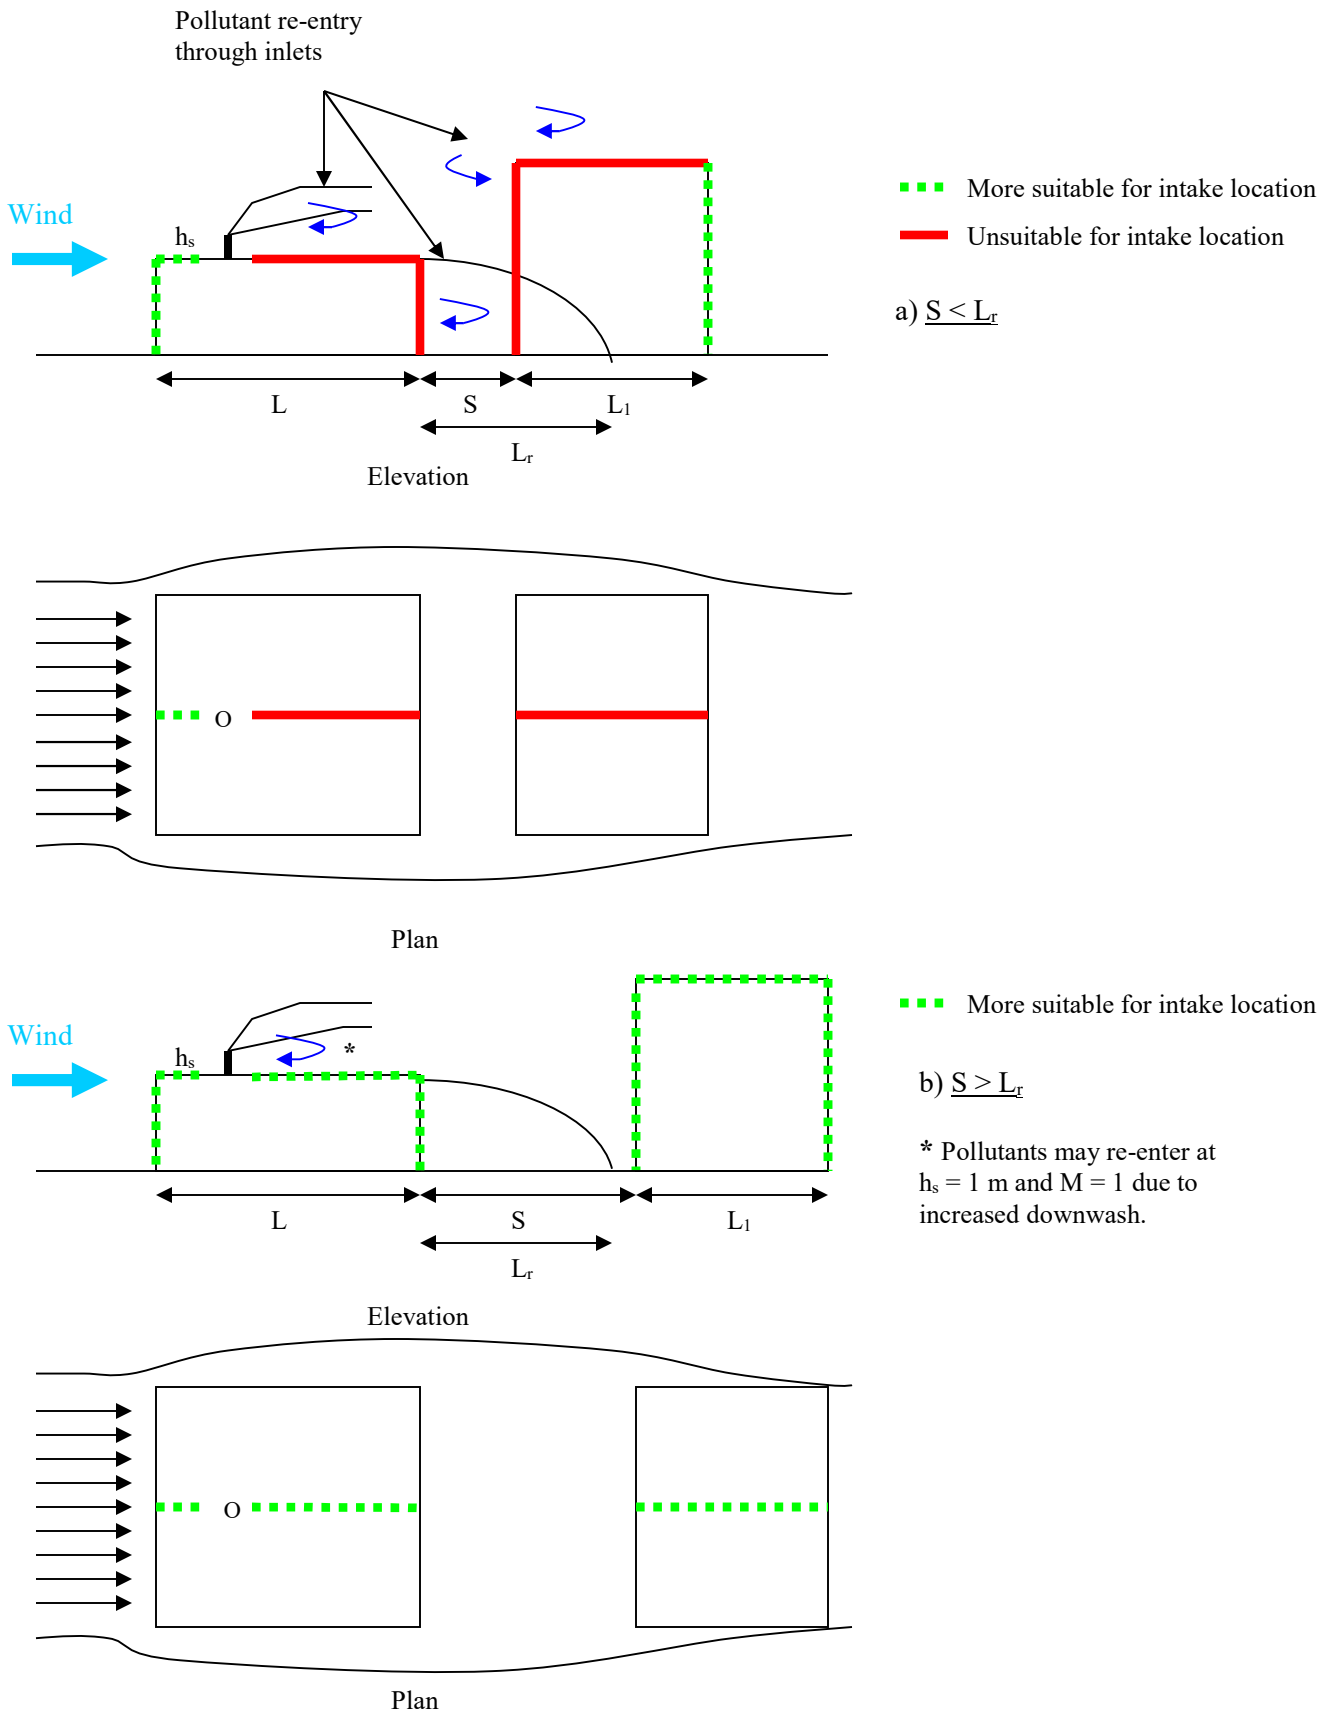 Pollutant re-entry
through inlets
Wind
hₛ
More suitable for intake location
Unsuitable for intake location
a) S < Lᵣ
L
S
L₁
Lᵣ
Elevation
O
Plan
Wind
hₛ
*
More suitable for intake location
b) S > Lᵣ
* Pollutants may re-enter at
hₛ = 1 m and M = 1 due to
increased downwash.
L
S
L₁
Lᵣ
Elevation
O
Plan